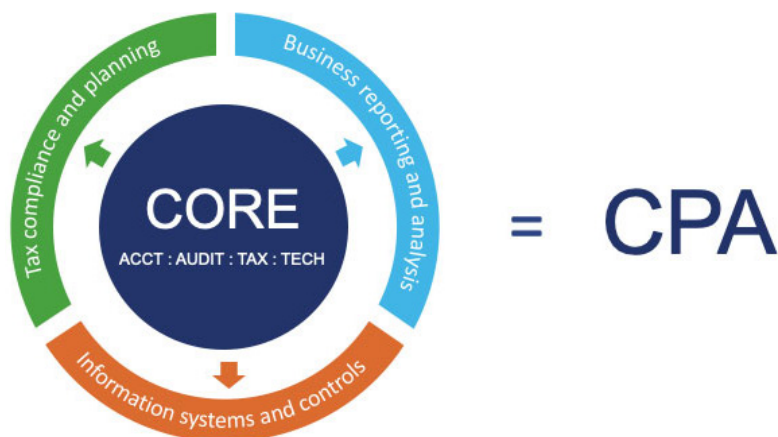 Tax compliance and planning
Business reporting and analysis
CORE
ACCT : AUDIT : TAX : TECH
Information systems and controls
= CPA